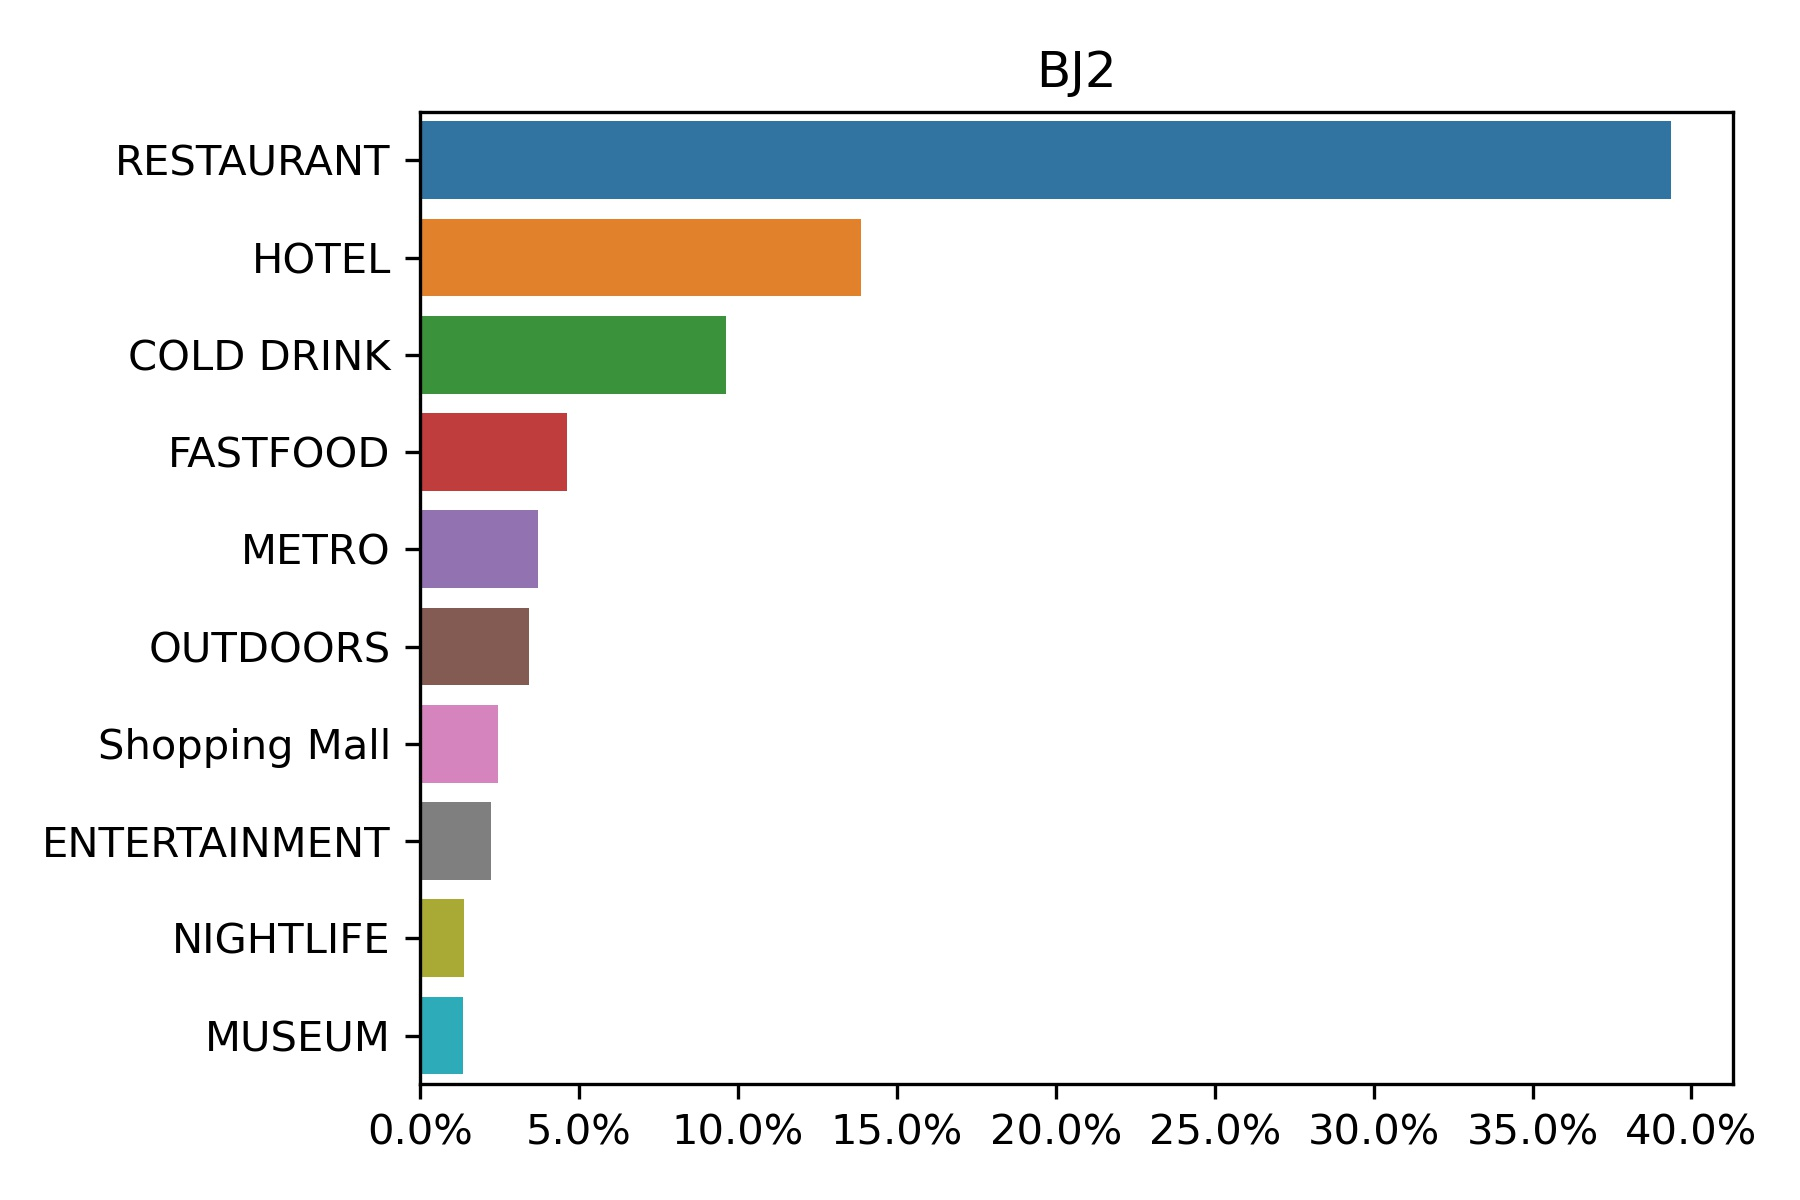 BJ2
RESTAURANT
HOTEL
COLD DRINK
FASTFOOD
METRO
OUTDOORS
Shopping Mall
ENTERTAINMENT
NIGHTLIFE
MUSEUM
0.0% 5.0% 10.0% 15.0% 20.0% 25.0% 30.0% 35.0% 40.0%